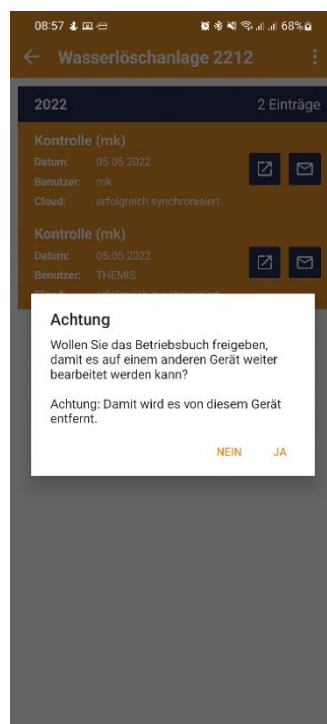 08:57
68%
Wasserlöschanlage 2212
2022 2 Einträge
Kontrolle (mk)
Datum: 05.05.2022
Benutzer: mk
Cloud: erfolgreich synchronisiert
Kontrolle (mk)
Datum: 05.05.2022
Benutzer: THEMIS
Achtung
Wollen Sie das Betriebsbuch freigeben,
damit es auf einem anderen Gerät weiter
bearbeitet werden kann?
Achtung: Damit wird es von diesem Gerät
entfernt.
NEIN JA